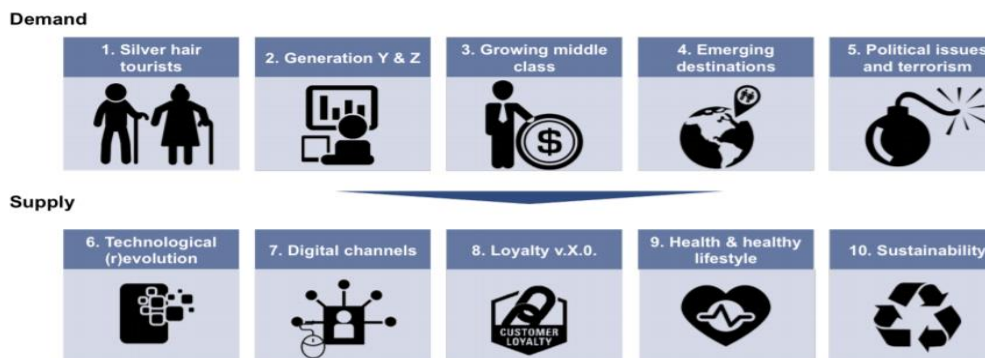 Demand
1. Silver hair
tourists
2. Generation Y & Z
3. Growing middle
class
4. Emerging
destinations
5. Political issues
and terrorism
$
Supply
6. Technological
(r)evolution
7. Digital channels
8. Loyalty v.X.0.
9. Health & healthy
lifestyle
10. Sustainability
CUSTOMER
LOYALTY